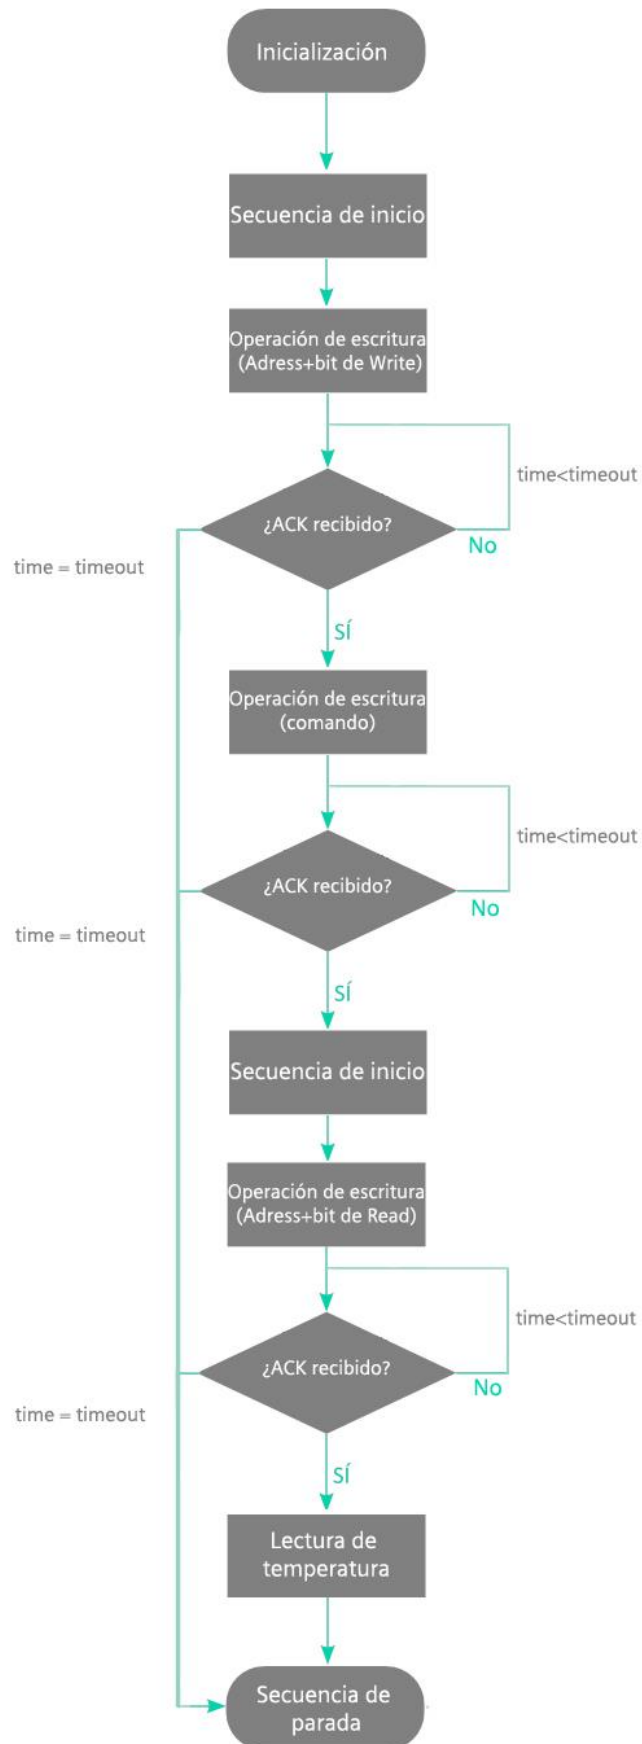 Inicialización
Secuencia de inicio
Operación de escritura
(Adress+bit de Write)
time<timeout
¿ACK recibido?
No
time = timeout
SÍ
Operación de escritura
(comando)
time<timeout
¿ACK recibido?
No
time = timeout
SÍ
Secuencia de inicio
Operación de escritura
(Adress+bit de Read)
time<timeout
¿ACK recibido?
No
time = timeout
SÍ
Lectura de
temperatura
Secuencia de
parada